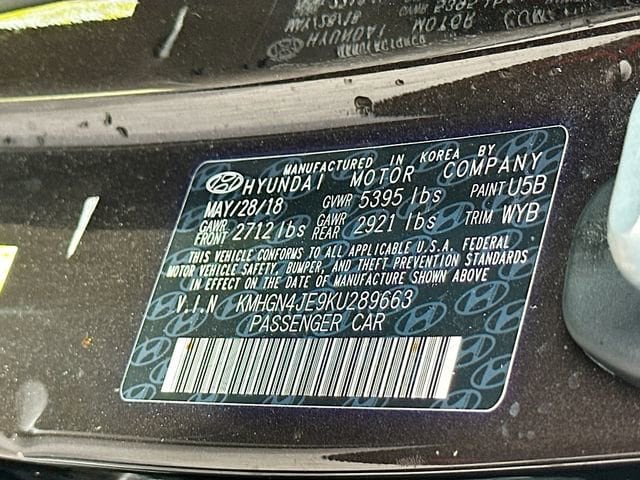 MANUFACTURED IN KOREA BY
HYUNDAI MOTOR COMPANY
MAY/28/18 GVWR 5395 lbs PAINT U5B
GAWR FRONT 2712 lbs GAWR REAR 2921 lbs TRIM WYB
THIS VEHICLE CONFORMS TO ALL APPLICABLE U.S.A. FEDERAL
MOTOR VEHICLE SAFETY, BUMPER, AND THEFT PREVENTION STANDARDS
IN EFFECT ON THE DATE OF MANUFACTURE SHOWN ABOVE
V.I.N KMHGN4JE9KU289663
PASSENGER CAR